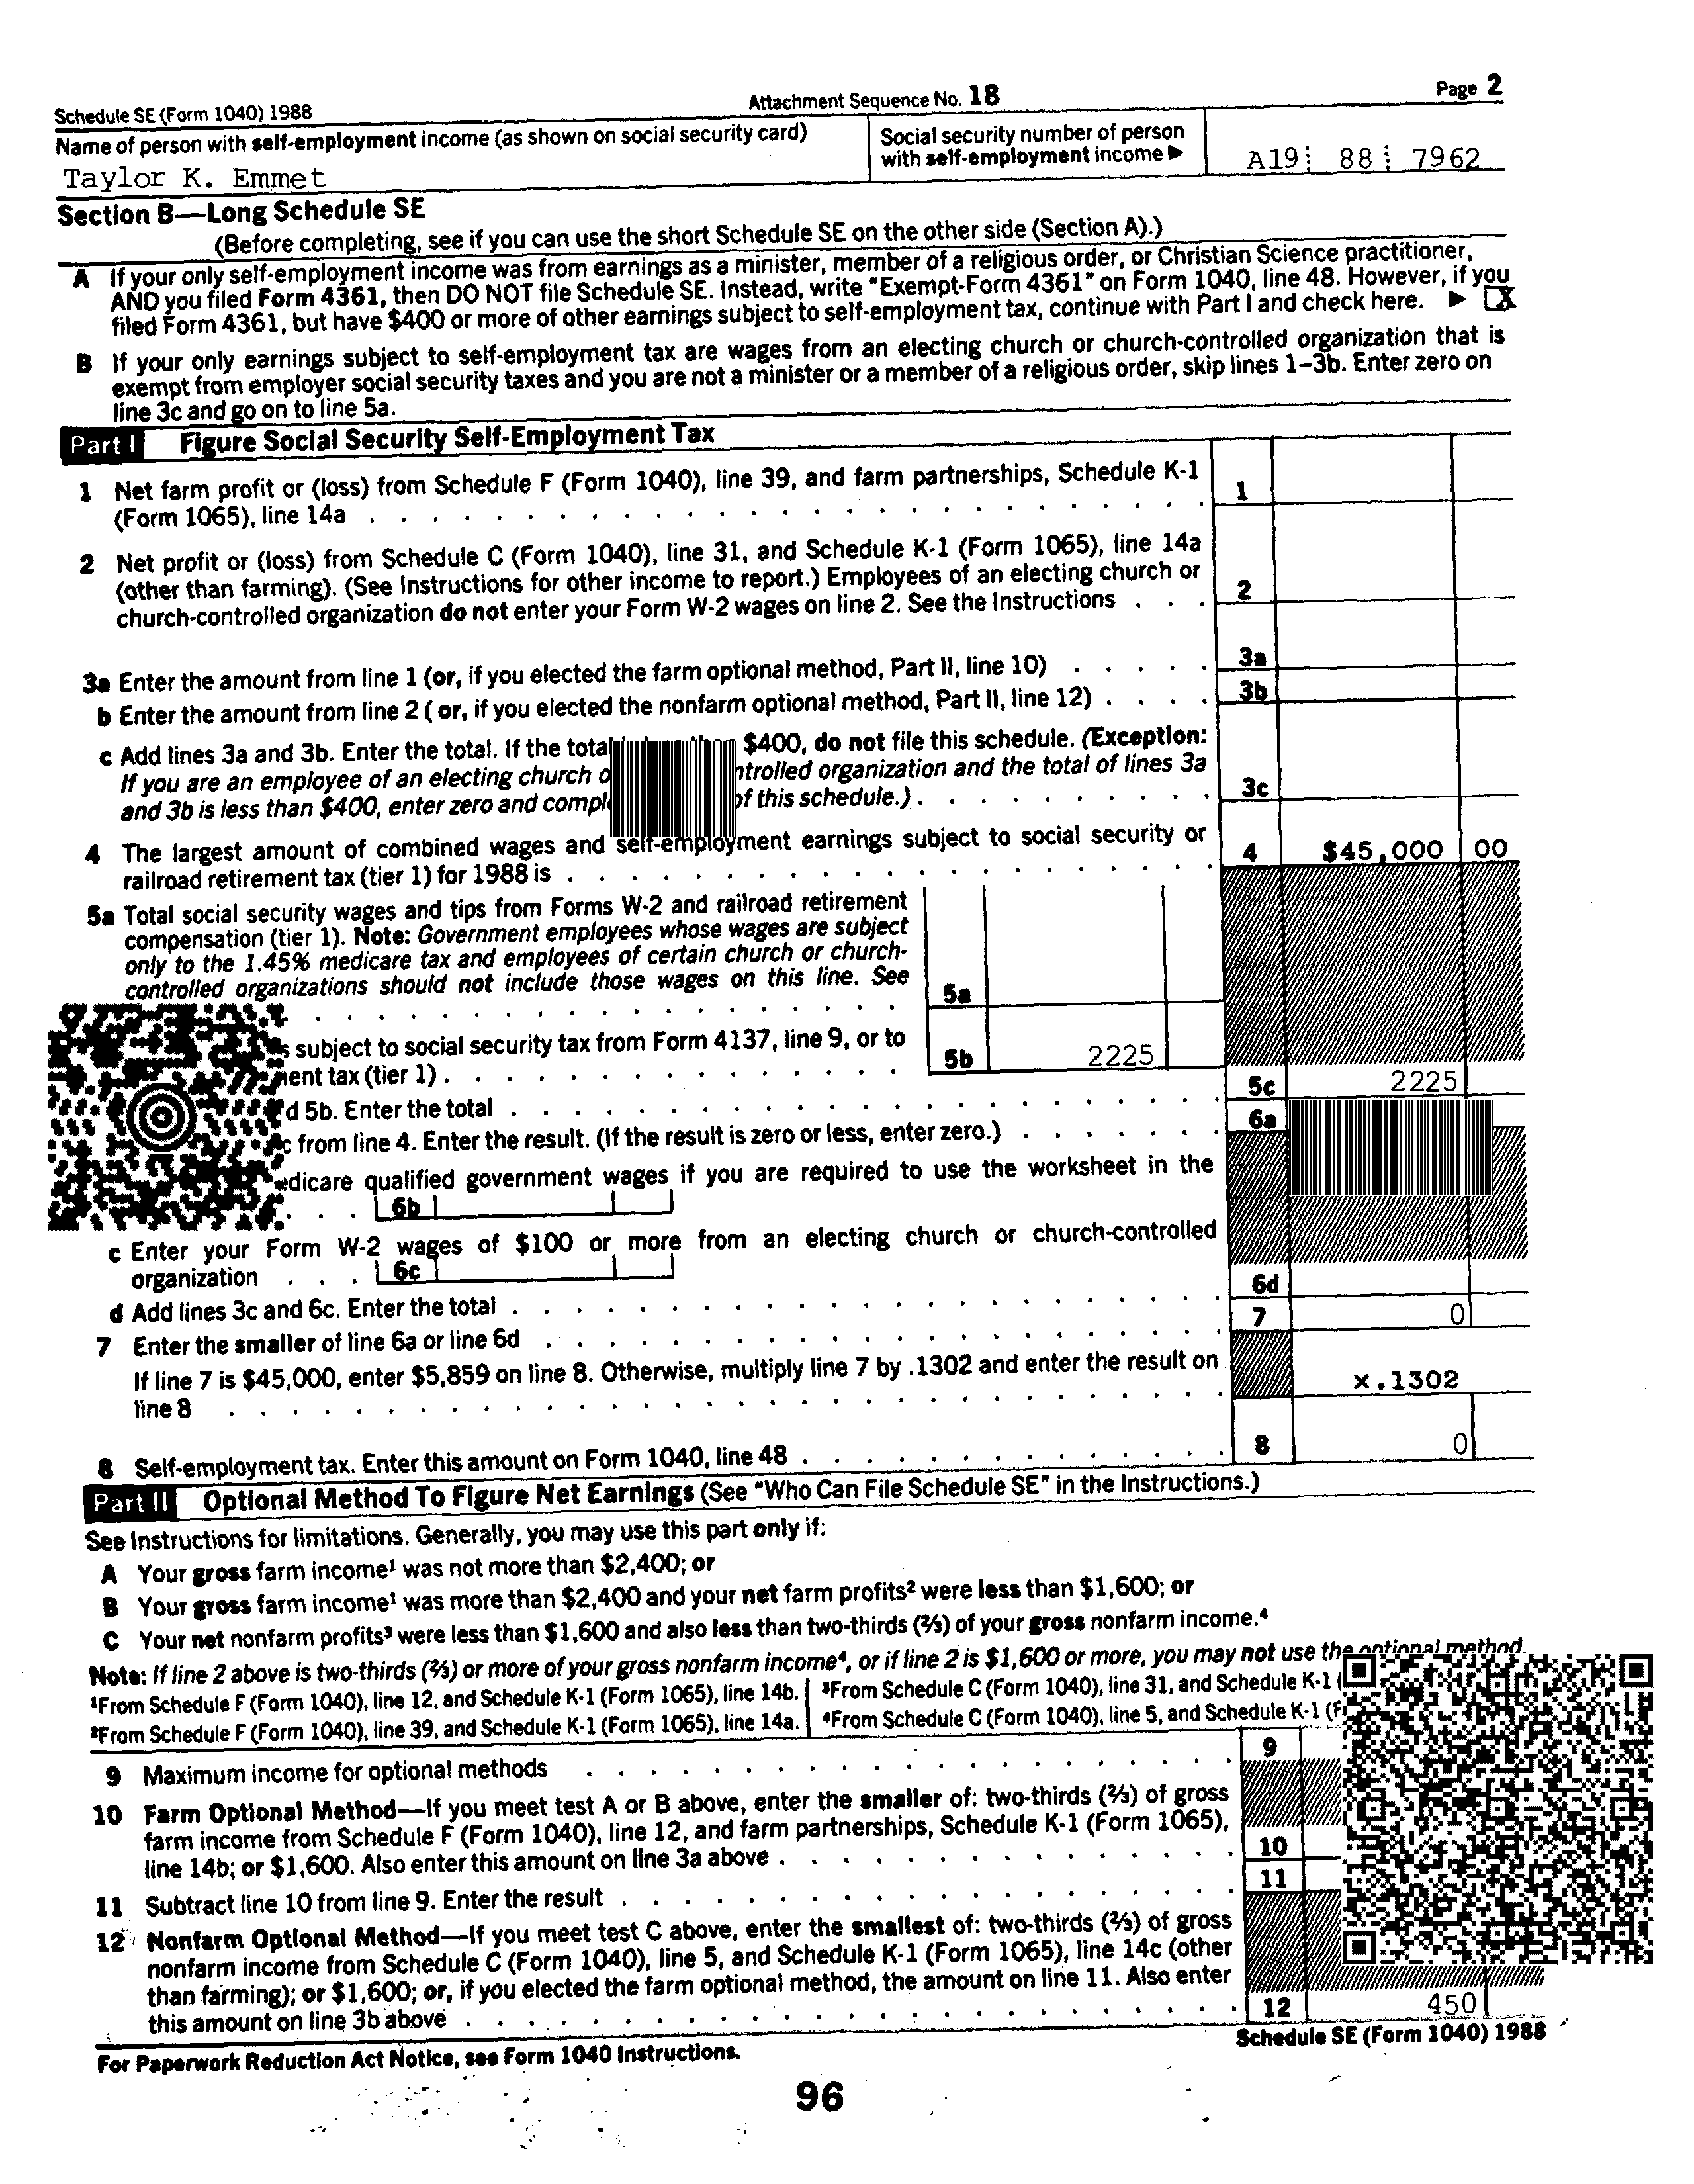 Schedule SE (Form 1040) 1988 Attachment Sequence No. 18 Page 2
Name of person with self-employment income (as shown on social security card)
Taylor K. Emmet
Social security number of person
with self-employment income ▶ A19 88 7962
Section B—Long Schedule SE
(Before completing, see if you can use the short Schedule SE on the other side (Section A).)
A If your only self-employment income was from earnings as a minister, member of a religious order, or Christian Science practitioner,
AND you filed Form 4361, then DO NOT file Schedule SE. Instead, write "Exempt-Form 4361" on Form 1040, line 48. However, if you
filed Form 4361, but have $400 or more of other earnings subject to self-employment tax, continue with Part I and check here. ▶ X
B If your only earnings subject to self-employment tax are wages from an electing church or church-controlled organization that is
exempt from employer social security taxes and you are not a minister or a member of a religious order, skip lines 1–3b. Enter zero on
line 3c and go on to line 5a.
Part I Figure Social Security Self-Employment Tax
1 Net farm profit or (loss) from Schedule F (Form 1040), line 39, and farm partnerships, Schedule K-1
(Form 1065), line 14a . . . 1
2 Net profit or (loss) from Schedule C (Form 1040), line 31, and Schedule K-1 (Form 1065), line 14a
(other than farming). (See Instructions for other income to report.) Employees of an electing church or
church-controlled organization do not enter your Form W-2 wages on line 2. See the Instructions . . . 2
3a Enter the amount from line 1 (or, if you elected the farm optional method, Part II, line 10) . . . 3a
b Enter the amount from line 2 ( or, if you elected the nonfarm optional method, Part II, line 12) . . . 3b
c Add lines 3a and 3b. Enter the total. If the total $400, do not file this schedule. (Exception:
If you are an employee of an electing church ntrolled organization and the total of lines 3a
and 3b is less than $400, enter zero and of this schedule.) . . . 3c
4 The largest amount of combined wages and self-employment earnings subject to social security or
railroad retirement tax (tier 1) for 1988 is . . . 4 $45,000 00
5a Total social security wages and tips from Forms W-2 and railroad retirement
compensation (tier 1). Note: Government employees whose wages are subject
only to the 1.45% medicare tax and employees of certain church or church-
controlled organizations should not include those wages on this line. See
. . . 5a
subject to social security tax from Form 4137, line 9, or to
ment tax (tier 1) . . . 5b 2225
d 5b. Enter the total . . . 5c 2225
c from line 4. Enter the result. (If the result is zero or less, enter zero.) . . . 6a
edicare qualified government wages if you are required to use the worksheet in the
. . . 6b
c Enter your Form W-2 wages of $100 or more from an electing church or church-controlled
organization . . . 6c
d Add lines 3c and 6c. Enter the total . . . 6d
7 Enter the smaller of line 6a or line 6d . . . 7 0
If line 7 is $45,000, enter $5,859 on line 8. Otherwise, multiply line 7 by .1302 and enter the result on
line 8 . . . x.1302
8 Self-employment tax. Enter this amount on Form 1040, line 48 . . . 8 0
Part II Optional Method To Figure Net Earnings (See "Who Can File Schedule SE" in the Instructions.)
See Instructions for limitations. Generally, you may use this part only if:
A Your gross farm income¹ was not more than $2,400; or
B Your gross farm income¹ was more than $2,400 and your net farm profits² were less than $1,600; or
C Your net nonfarm profits³ were less than $1,600 and also less than two-thirds (⅔) of your gross nonfarm income.⁴
Note: If line 2 above is two-thirds (⅔) or more of your gross nonfarm income⁴, or if line 2 is $1,600 or more, you may not use the optional method.
¹From Schedule F (Form 1040), line 12, and Schedule K-1 (Form 1065), line 14b. ³From Schedule C (Form 1040), line 31, and Schedule K-1 (
²From Schedule F (Form 1040), line 39, and Schedule K-1 (Form 1065), line 14a. ⁴From Schedule C (Form 1040), line 5, and Schedule K-1 (F
9 Maximum income for optional methods . . . 9
10 Farm Optional Method—If you meet test A or B above, enter the smaller of: two-thirds (⅔) of gross
farm income from Schedule F (Form 1040), line 12, and farm partnerships, Schedule K-1 (Form 1065),
line 14b; or $1,600. Also enter this amount on line 3a above . . . 10
11 Subtract line 10 from line 9. Enter the result . . . 11
12 Nonfarm Optional Method—If you meet test C above, enter the smallest of: two-thirds (⅔) of gross
nonfarm income from Schedule C (Form 1040), line 5, and Schedule K-1 (Form 1065), line 14c (other
than farming); or $1,600; or, if you elected the farm optional method, the amount on line 11. Also enter
this amount on line 3b above . . . 12 450
For Paperwork Reduction Act Notice, see Form 1040 Instructions. Schedule SE (Form 1040) 1988
96